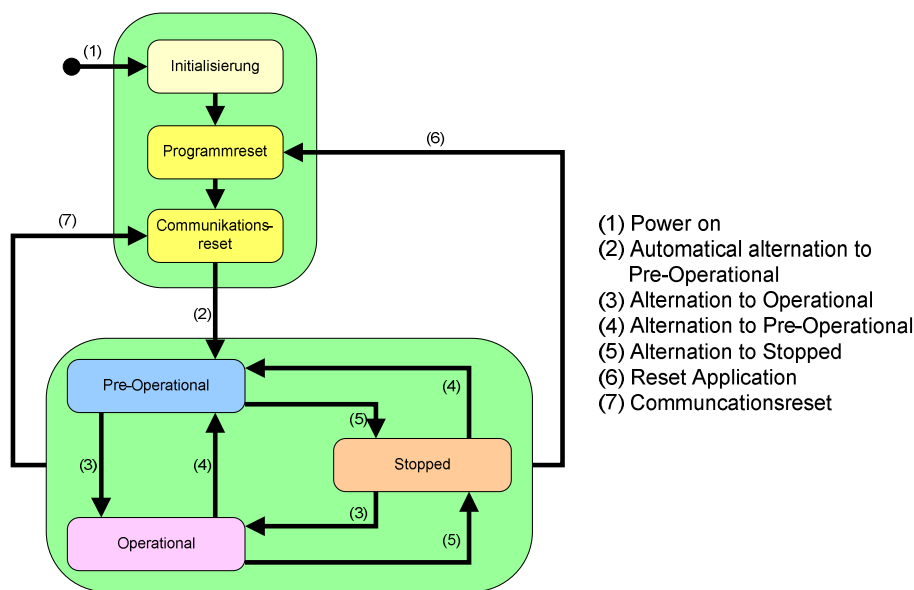 (1)
Initialisierung
Programmreset
(6)
Communikations-
reset
(7)
(2)
Pre-Operational
(4)
(5)
Stopped
(3)
(4)
(3)
Operational
(5)
(1) Power on
(2) Automatical alternation to
Pre-Operational
(3) Alternation to Operational
(4) Alternation to Pre-Operational
(5) Alternation to Stopped
(6) Reset Application
(7) Communcationsreset